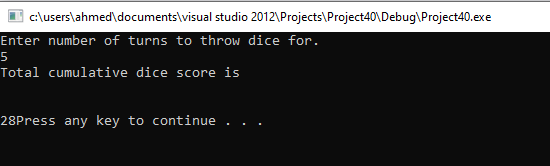 c:\users\ahmed\documents\visual studio 2012\Projects\Project40\Debug\Project40.exe
Enter number of turns to throw dice for.
5
Total cumulative dice score is
28Press any key to continue . . .